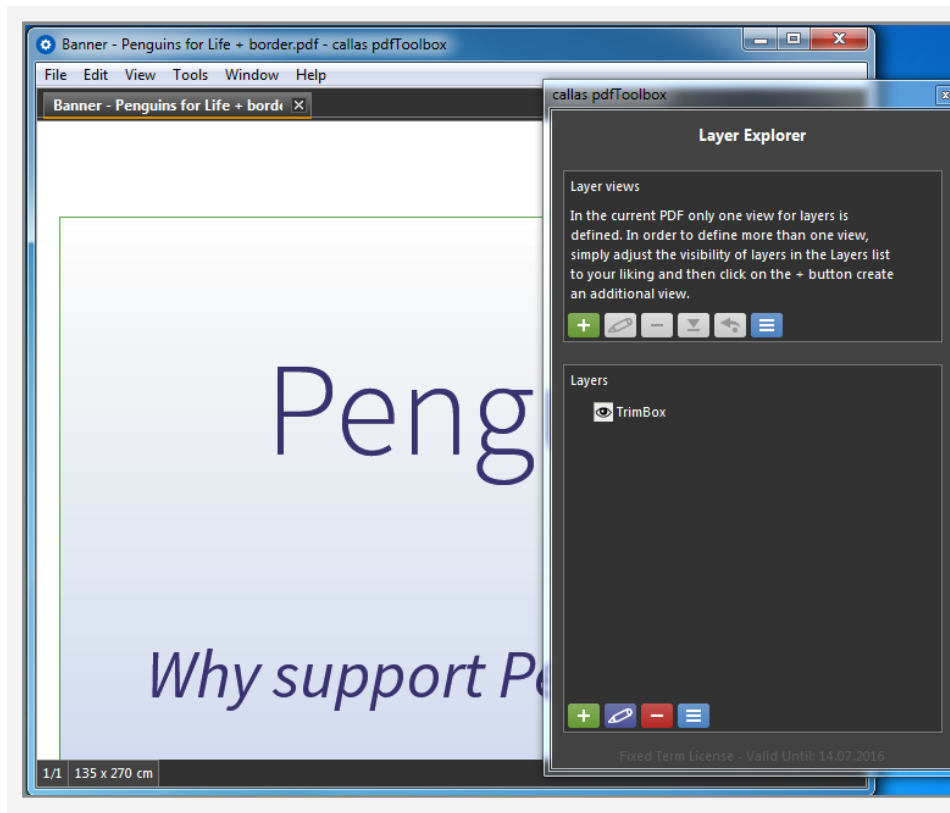 Banner - Penguins for Life + border.pdf - callas pdfToolbox
File Edit View Tools Window Help
Banner - Penguins for Life + borde
callas pdfToolbox
Layer Explorer
Layer views
In the current PDF only one view for layers is
defined. In order to define more than one view,
simply adjust the visibility of layers in the Layers list
to your liking and then click on the + button create
an additional view.
Layers
TrimBox
Peng
Why support Pe
Fixed Term License - Valid Until: 14.07.2016
1/1 135 x 270 cm